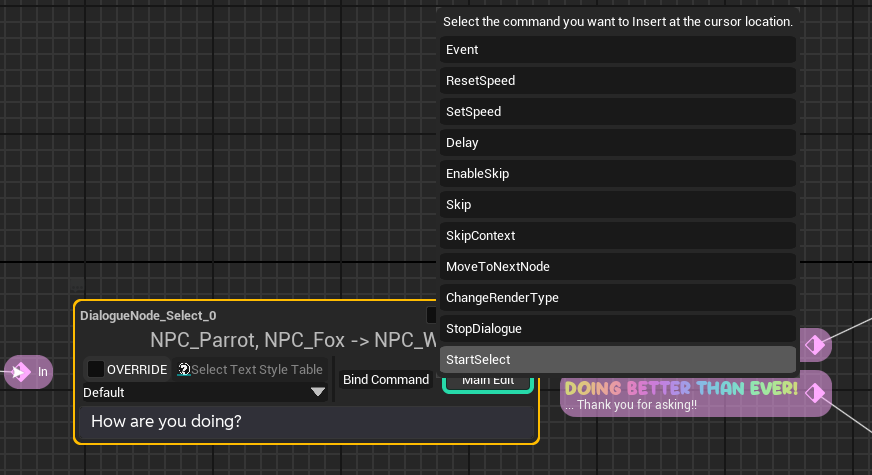 Select the command you want to Insert at the cursor location.
Event
ResetSpeed
SetSpeed
Delay
EnableSkip
Skip
SkipContext
MoveToNextNode
ChangeRenderType
StopDialogue
StartSelect
DialogueNode_Select_0
NPC_Parrot, NPC_Fox -> NPC_W
In
OVERRIDE
Select Text Style Table
Default
Bind Command
Main Edit
How are you doing?
DOING BETTER THAN EVER!
... Thank you for asking!!